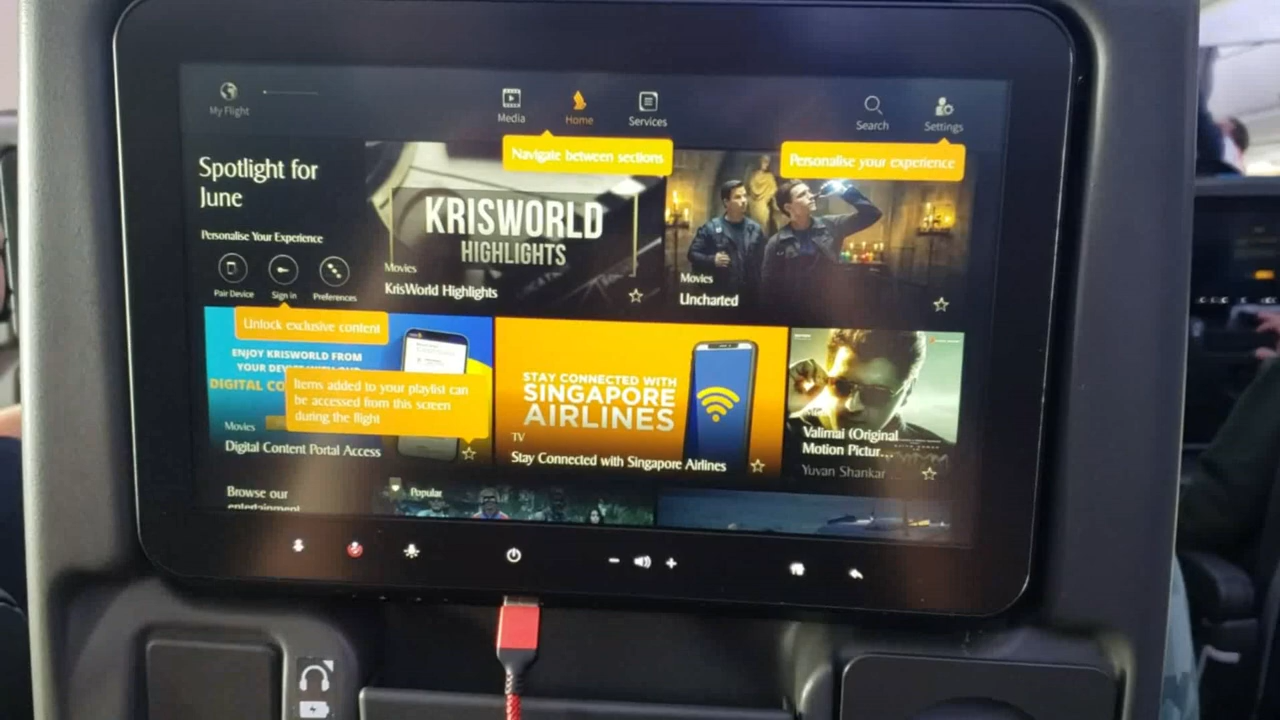 My Flight
Media
Home
Services
Search
Settings
Navigate between sections
Personalise your experience
Spotlight for
June
Personalise Your Experience
Pair Device
Sign in
Preferences
KRISWORLD
HIGHLIGHTS
Movies
KrisWorld Highlights
Movies
Uncharted
Unlock exclusive content
ENJOY KRISWORLD FROM
YOUR
DIGITAL
Items added to your playlist can
be accessed from this screen
during the flight
Movies
Digital Content Portal Access
STAY CONNECTED WITH
SINGAPORE
AIRLINES
TV
Stay Connected with Singapore Airlines
Valimai (Original
Motion Pictur...
Yuvan Shankar
Browse our
entertainment
Popular